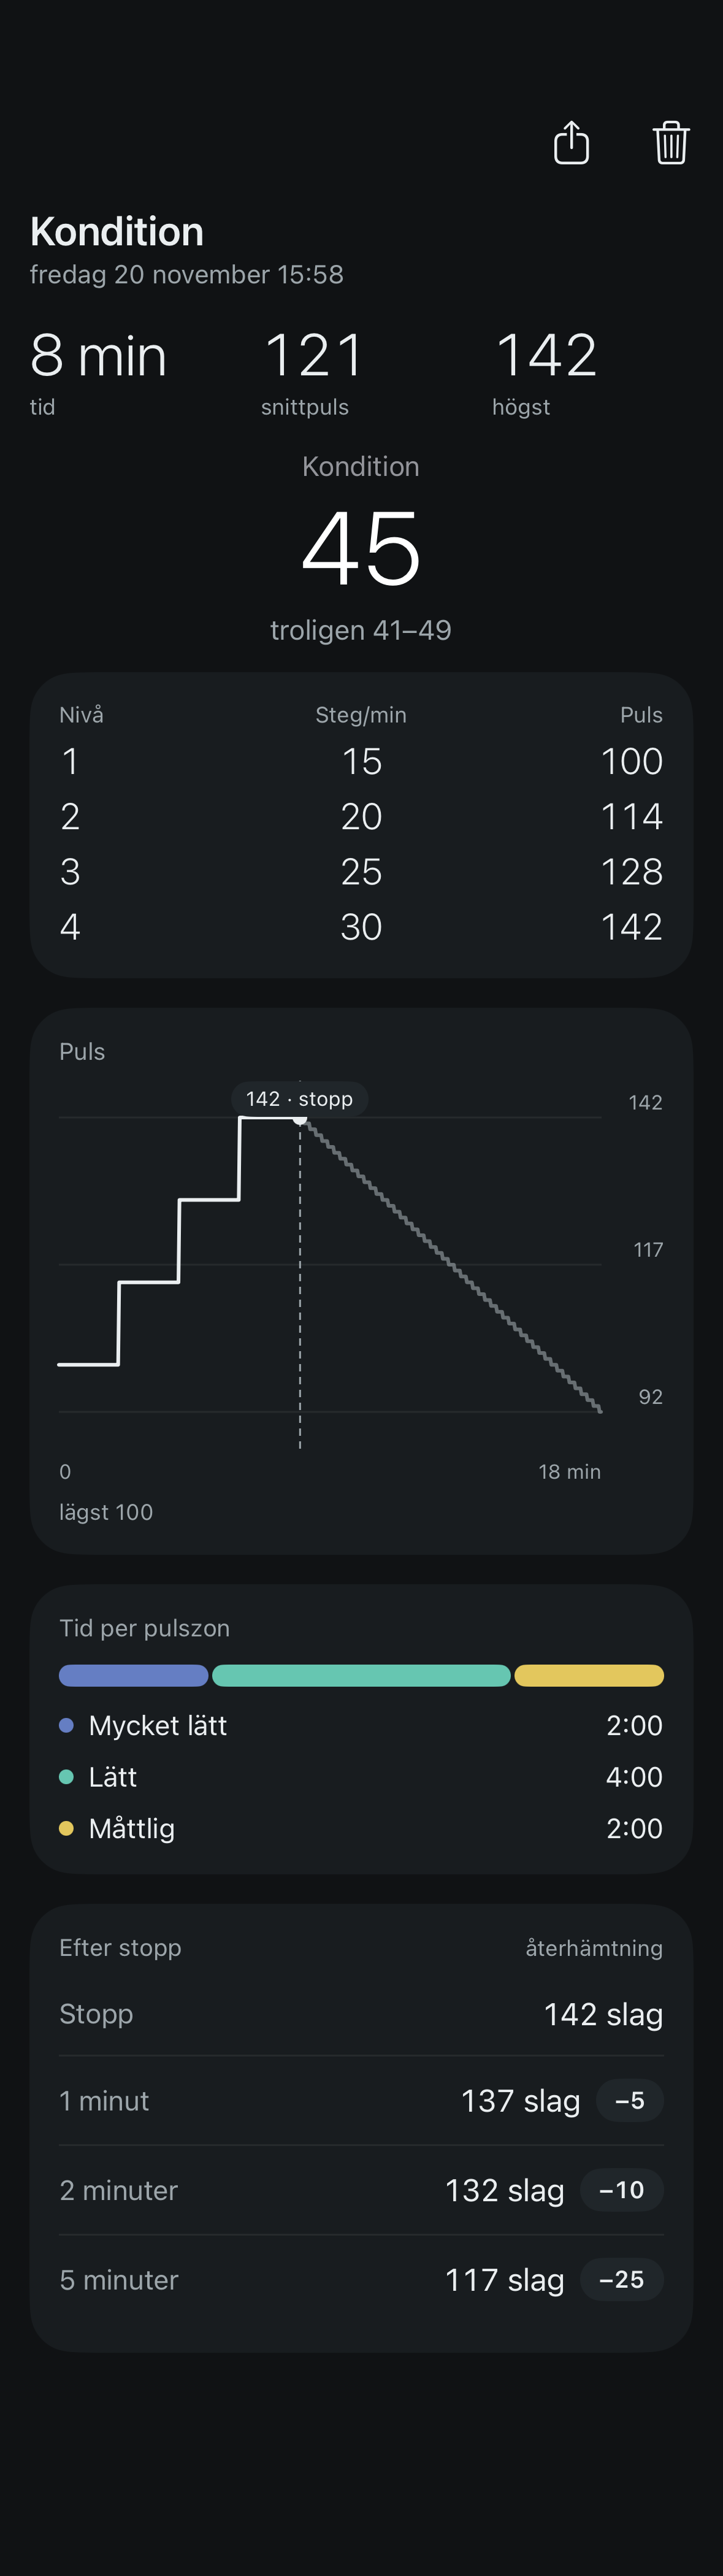 Kondition
fredag 20 november 15:58
8 min 121 142
tid snittpuls högst
Kondition
45
troligen 41–49
Nivå Steg/min Puls
1 15 100
2 20 114
3 25 128
4 30 142
Puls
142 · stopp
142
117
92
0 18 min
lägst 100
Tid per pulszon
Mycket lätt 2:00
Lätt 4:00
Måttlig 2:00
Efter stopp återhämtning
Stopp 142 slag
1 minut 137 slag –5
2 minuter 132 slag –10
5 minuter 117 slag –25